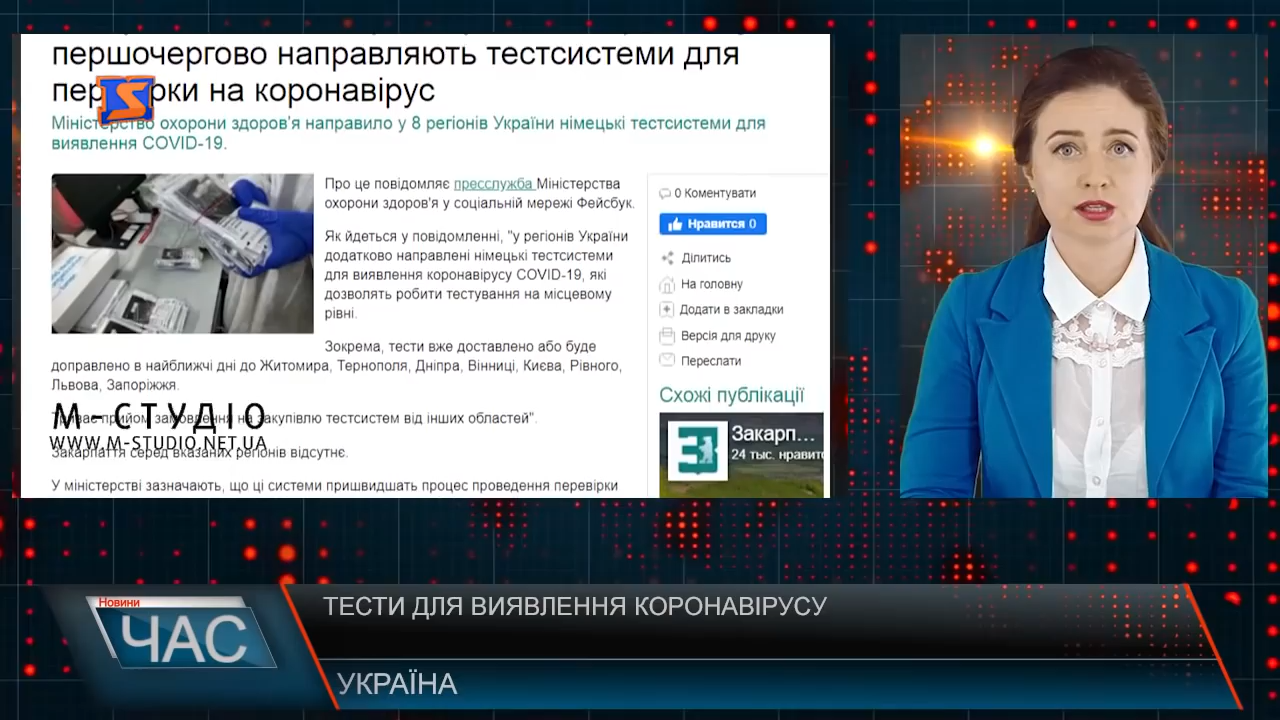 першочергово направляють тестсистеми для
пер рки на коронавірус
Міністерство охорони здоров'я направило у 8 регіонів України німецькі тестсистеми для
виявлення COVID-19.
Про це повідомляє пресслужба Міністерства
охорони здоров'я у соціальній мережі Фейсбук.
Як йдеться у повідомленні, "у регіонів України
додатково направлені німецькі тестсистеми
для виявлення коронавірусу COVID-19, які
дозволять робити тестування на місцевому
рівні.
Зокрема, тести вже доставлено або буде
доправлено в найближчі дні до Житомира, Тернополя, Дніпра, Вінниці, Києва, Рівного,
Львова, Запоріжжя.
Триває прийом замовлення на закупівлю тестсистем від інших областей".
Закарпаття серед вказаних регіонів відсутнє.
У міністерстві зазначають, що ці системи пришвидшать процес проведення перевірки
М-СТУДІО
WWW.M-STUDIO.NET.UA
0 Коментувати
Нравится 0
Ділитись
На головну
Додати в закладки
Версія для друку
Переслати
Схожі публікації
Закарп...
24 тыс. нравит
Новини
ЧАС
ТЕСТИ ДЛЯ ВИЯВЛЕННЯ КОРОНАВІРУСУ
УКРАЇНА